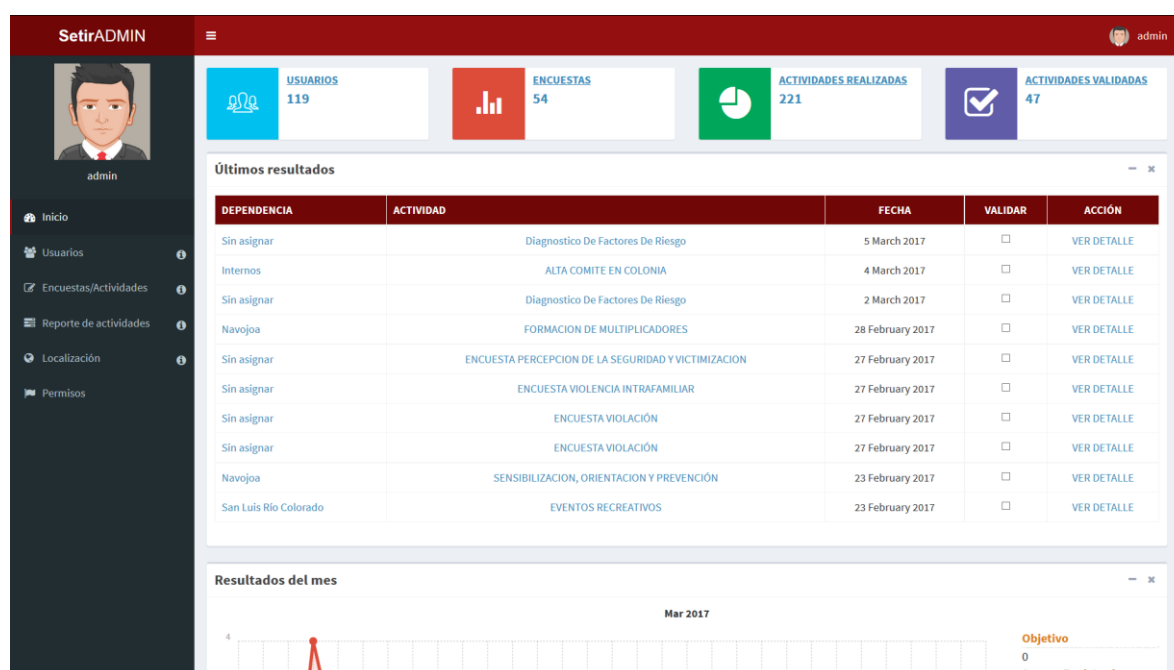 SetirADMIN
admin
admin
Inicio
Usuarios
Encuestas/Actividades
Reporte de actividades
Localización
Permisos
USUARIOS
119
ENCUESTAS
54
ACTIVIDADES REALIZADAS
221
ACTIVIDADES VALIDADAS
47
Últimos resultados
DEPENDENCIA ACTIVIDAD FECHA VALIDAR ACCIÓN
Sin asignar Diagnostico De Factores De Riesgo 5 March 2017 VER DETALLE
Internos ALTA COMITE EN COLONIA 4 March 2017 VER DETALLE
Sin asignar Diagnostico De Factores De Riesgo 2 March 2017 VER DETALLE
Navojoa FORMACION DE MULTIPLICADORES 28 February 2017 VER DETALLE
Sin asignar ENCUESTA PERCEPCION DE LA SEGURIDAD Y VICTIMIZACION 27 February 2017 VER DETALLE
Sin asignar ENCUESTA VIOLENCIA INTRAFAMILIAR 27 February 2017 VER DETALLE
Sin asignar ENCUESTA VIOLACIÓN 27 February 2017 VER DETALLE
Sin asignar ENCUESTA VIOLACIÓN 27 February 2017 VER DETALLE
Navojoa SENSIBILIZACION, ORIENTACION Y PREVENCIÓN 23 February 2017 VER DETALLE
San Luis Río Colorado EVENTOS RECREATIVOS 23 February 2017 VER DETALLE
Resultados del mes
Mar 2017
4
Objetivo
0